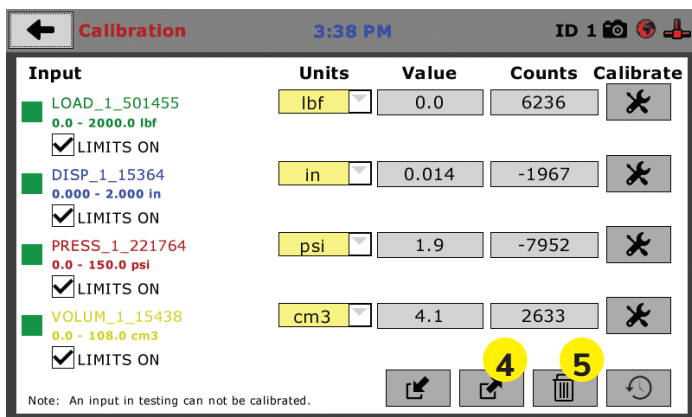 Calibration 3:38 PM ID 1
Input Units Value Counts Calibrate
LOAD_1_501455 lbf 0.0 6236
0.0 - 2000.0 lbf
LIMITS ON
DISP_1_15364 in 0.014 -1967
0.000 - 2.000 in
LIMITS ON
PRESS_1_221764 psi 1.9 -7952
0.0 - 150.0 psi
LIMITS ON
VOLUM_1_15438 cm3 4.1 2633
0.0 - 108.0 cm3
LIMITS ON
4 5
Note: An input in testing can not be calibrated.